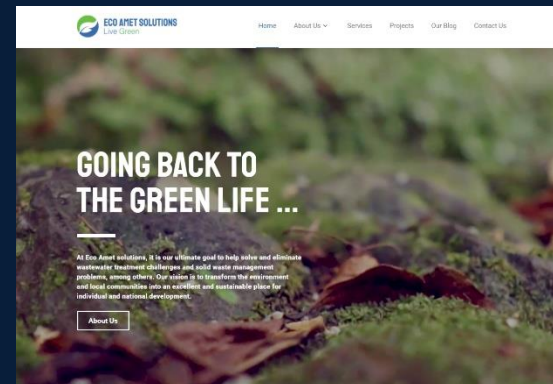 ECO AMET SOLUTIONS
Live Green
Home
About Us
Services
Projects
Our Blog
Contact Us
GOING BACK TO
THE GREEN LIFE ...
At Eco Amet solutions, it is our ultimate goal to help solve and eliminate
wastewater treatment challenges and solid waste management
problems, among others. Our vision is to transform the environment
and local communities into an excellent and sustainable place for
individual and national development.
About Us